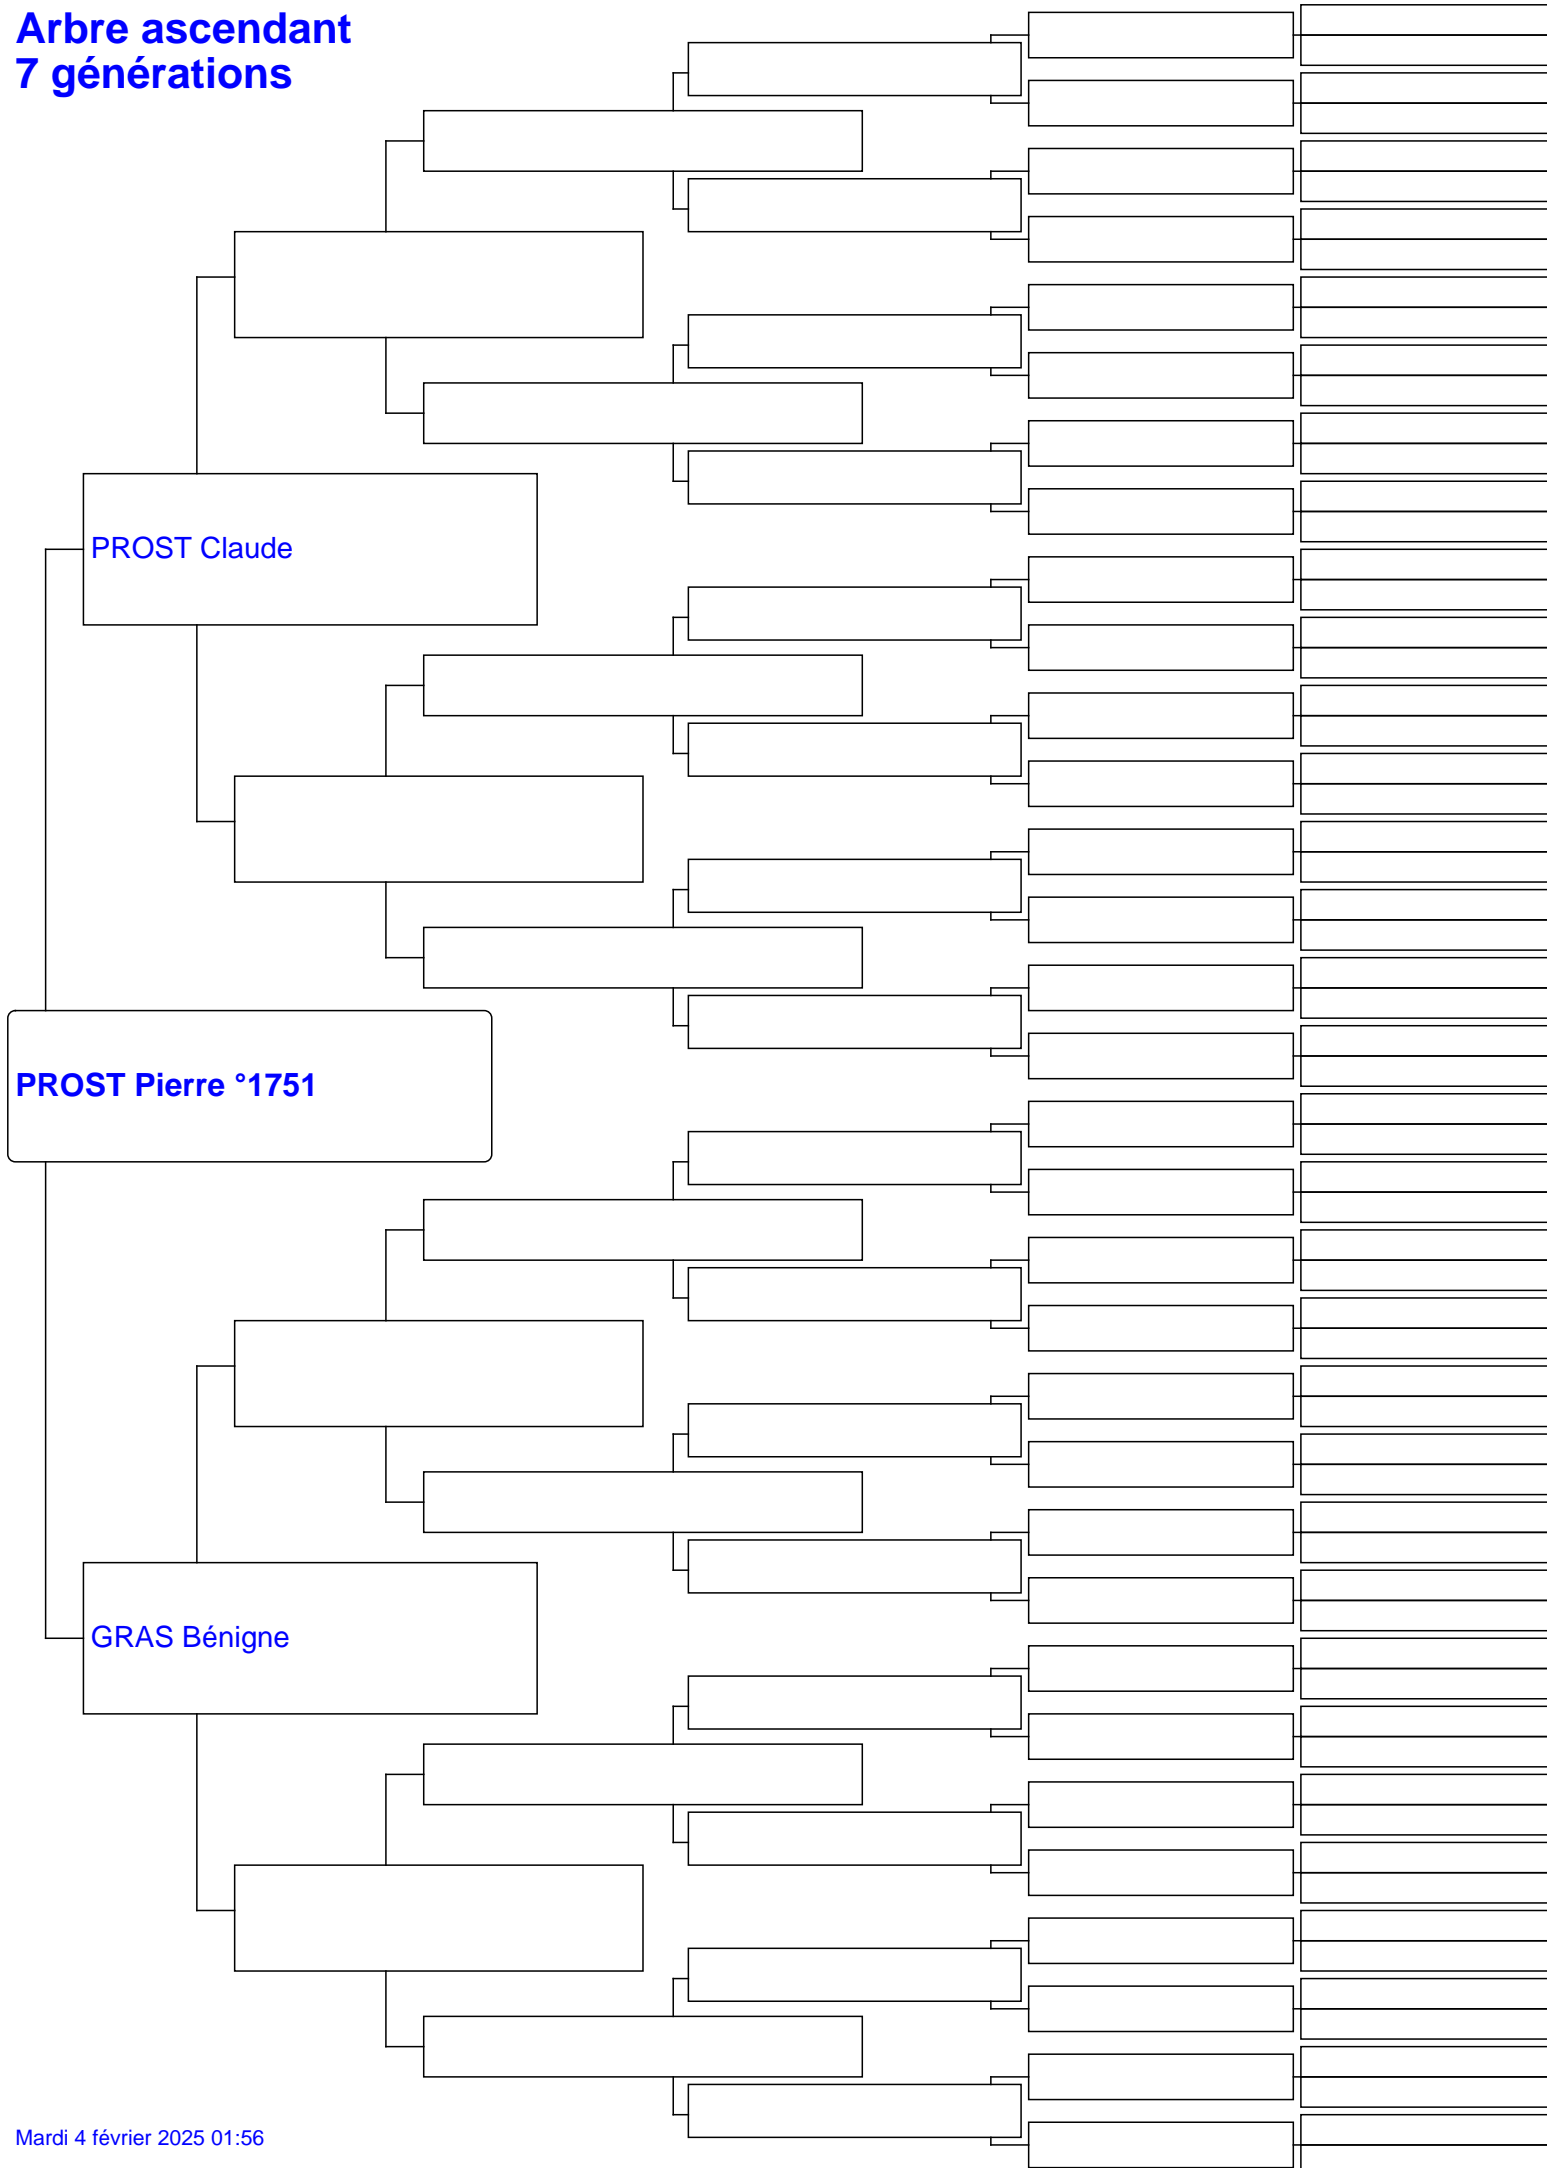 Arbre ascendant
7 générations
PROST Claude
PROST Pierre °1751
GRAS Bénigne
Mardi 4 février 2025 01:56